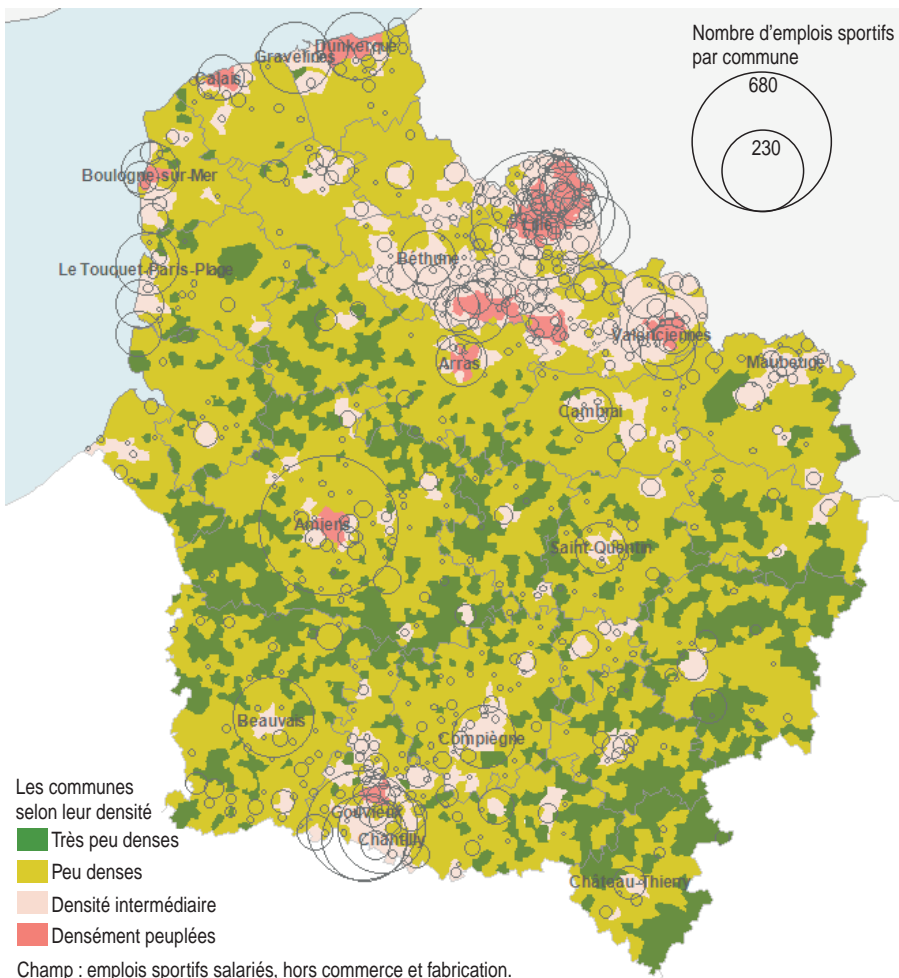 Nombre d'emplois sportifs
par commune
680
230
Dunkerque
Gravelines
Calais
Boulogne-sur-Mer
Lille
Béthune
Le Touquet-Paris-Plage
Valenciennes
Arras
Maubeuge
Cambrai
Amiens
Saint-Quentin
Beauvais
Compiègne
Gouvieux
Chantilly
Château-Thierry
Les communes
selon leur densité
Très peu denses
Peu denses
Densité intermédiaire
Densément peuplées
Champ : emplois sportifs salariés, hors commerce et fabrication.